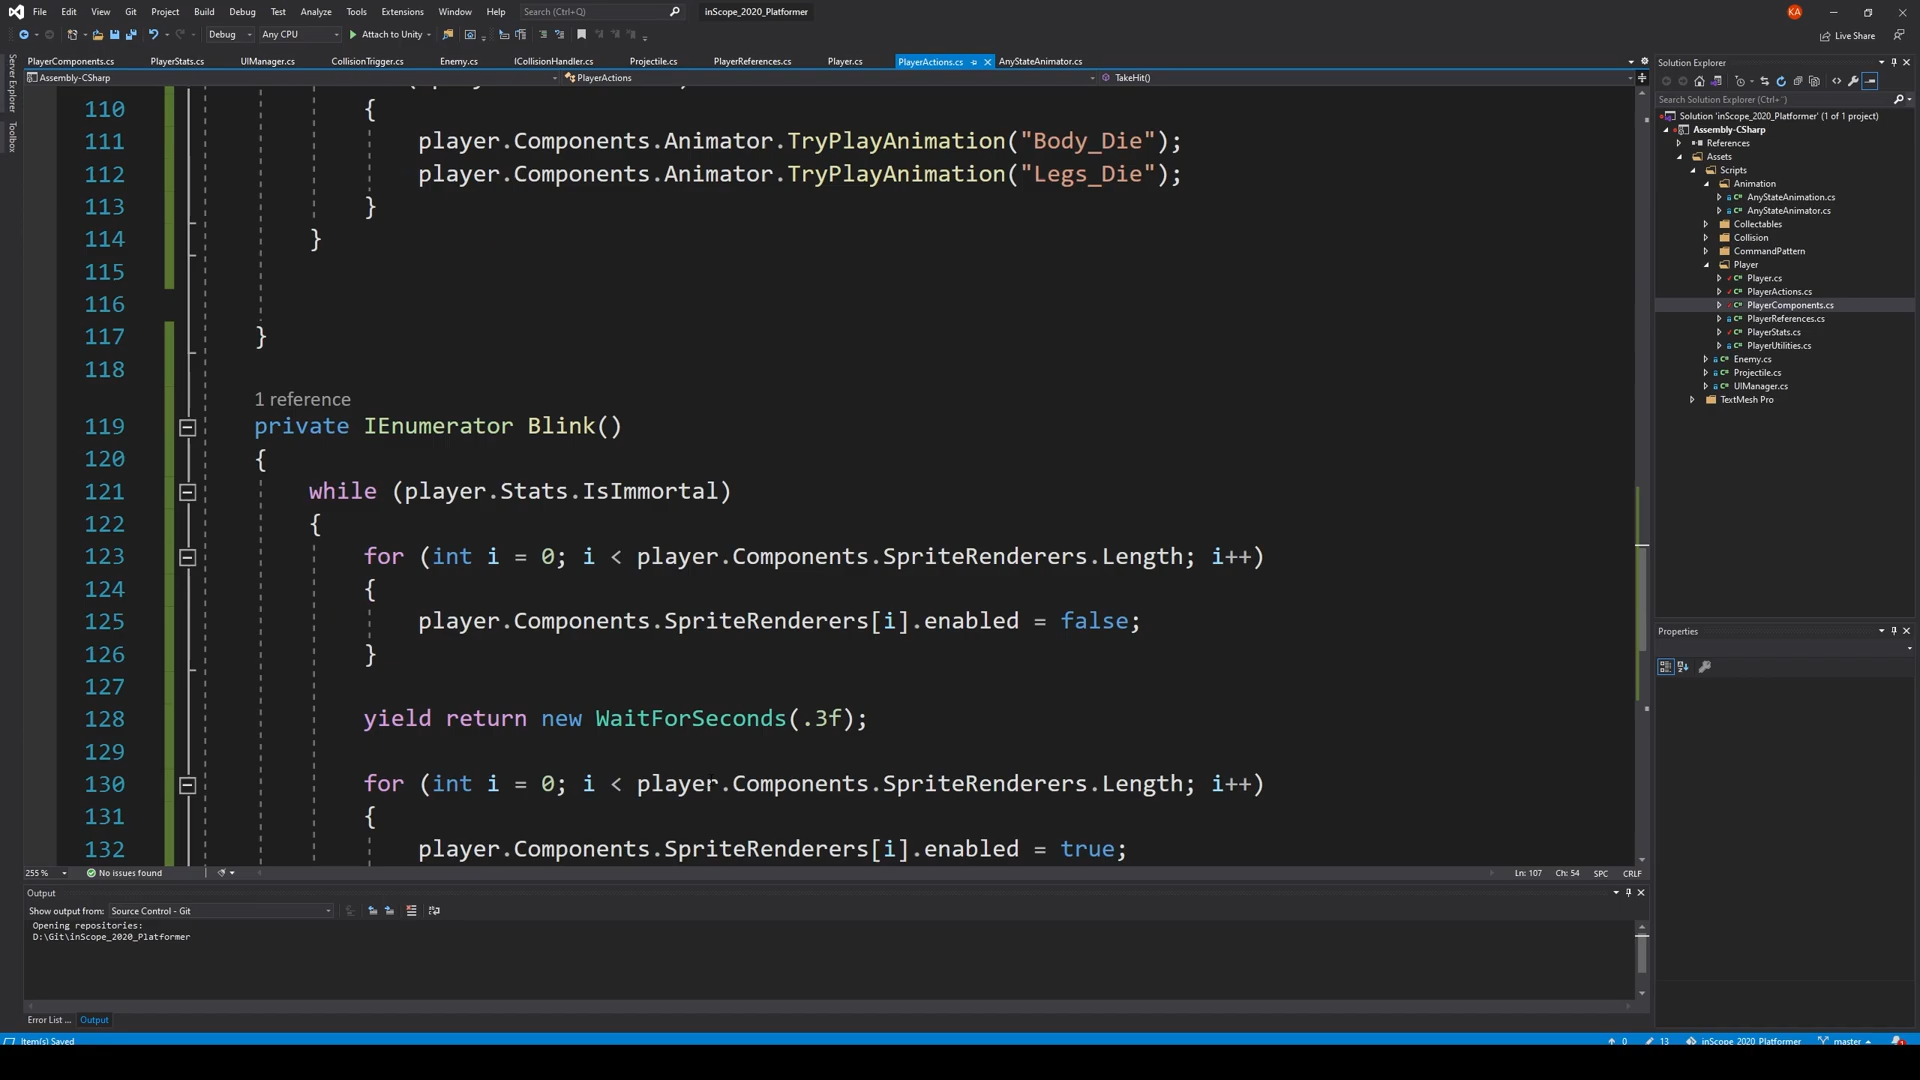 File Edit View Git Project Build Debug Test Analyze Tools Extensions Window Help Search (Ctrl+Q) inScope_2020_Platformer KA
Debug Any CPU Attach to Unity Live Share
PlayerComponents.cs PlayerStats.cs UIManager.cs CollisionTrigger.cs Enemy.cs ICollisionHandler.cs Projectile.cs PlayerReferences.cs Player.cs PlayerActions.cs AnyStateAnimator.cs
Assembly-CSharp PlayerActions TakeHit()
Server Explorer
Toolbox
110 {
111 player.Components.Animator.TryPlayAnimation("Body_Die");
112 player.Components.Animator.TryPlayAnimation("Legs_Die");
113 }
114 }
115
116
117 }
118
1 reference
119 private IEnumerator Blink()
120 {
121 while (player.Stats.IsImmortal)
122 {
123 for (int i = 0; i < player.Components.SpriteRenderers.Length; i++)
124 {
125 player.Components.SpriteRenderers[i].enabled = false;
126 }
127
128 yield return new WaitForSeconds(.3f);
129
130 for (int i = 0; i < player.Components.SpriteRenderers.Length; i++)
131 {
132 player.Components.SpriteRenderers[i].enabled = true;
255 % No issues found Ln: 107 Ch: 54 SPC CRLF
Output
Show output from: Source Control - Git
Opening repositories:
D:\Git\inScope_2020_Platformer
Error List ... Output
Item(s) Saved 0 13 inScope_2020_Platformer master
Solution Explorer
Search Solution Explorer (Ctrl+¨)
Solution 'inScope_2020_Platformer' (1 of 1 project)
Assembly-CSharp
References
Assets
Scripts
Animation
AnyStateAnimation.cs
AnyStateAnimator.cs
Collectables
Collision
CommandPattern
Player
Player.cs
PlayerActions.cs
PlayerComponents.cs
PlayerReferences.cs
PlayerStats.cs
PlayerUtilities.cs
Enemy.cs
Projectile.cs
UIManager.cs
TextMesh Pro
Properties